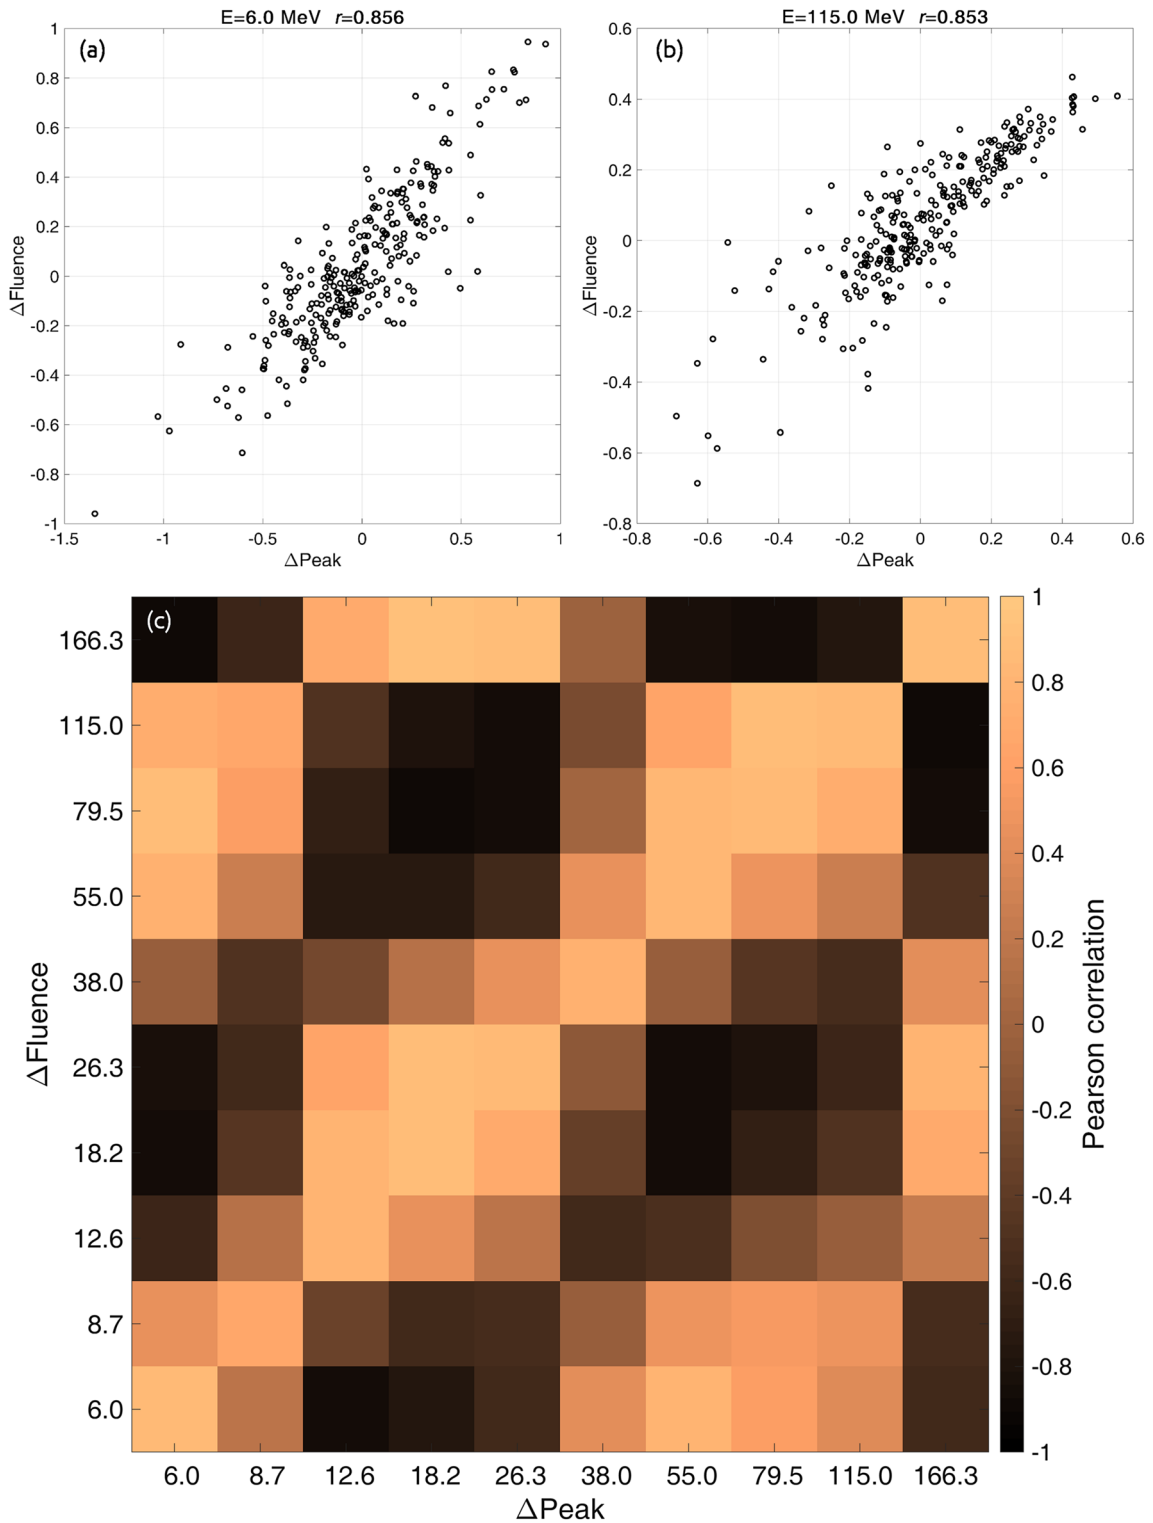 E=6.0 MeV r=0.856
(a)
1
0.8
0.6
0.4
0.2
0
-0.2
-0.4
-0.6
-0.8
-1
ΔFluence
-1.5 -1 -0.5 0 0.5 1
ΔPeak
E=115.0 MeV r=0.853
(b)
0.6
0.4
0.2
0
-0.2
-0.4
-0.6
-0.8
ΔFluence
-0.8 -0.6 -0.4 -0.2 0 0.2 0.4 0.6
ΔPeak
(c)
166.3
115.0
79.5
55.0
38.0
26.3
18.2
12.6
8.7
6.0
ΔFluence
6.0 8.7 12.6 18.2 26.3 38.0 55.0 79.5 115.0 166.3
ΔPeak
1
0.8
0.6
0.4
0.2
0
-0.2
-0.4
-0.6
-0.8
-1
Pearson correlation